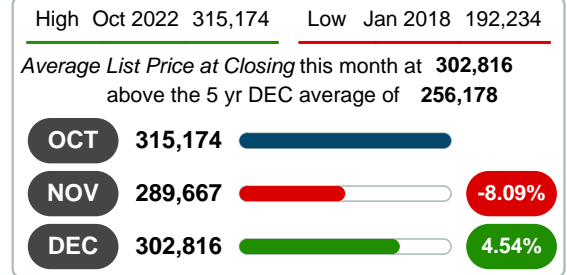 High Oct 2022 315,174 Low Jan 2018 192,234
Average List Price at Closing this month at 302,816
above the 5 yr DEC average of 256,178
OCT 315,174
NOV 289,667 -8.09%
DEC 302,816 4.54%